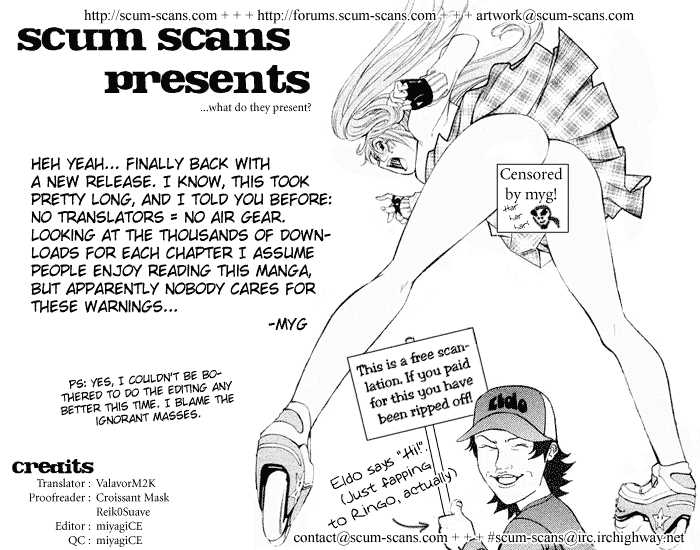 http://scum-scans.com + + + http://forums.scum-scans.com + + + artwork@scum-scans.com
scum scans
presents
...what do they present?
HEH YEAH... FINALLY BACK WITH
A NEW RELEASE. I KNOW, THIS TOOK
PRETTY LONG, AND I TOLD YOU BEFORE:
NO TRANSLATORS = NO AIR GEAR.
LOOKING AT THE THOUSANDS OF DOWN-
LOADS FOR EACH CHAPTER I ASSUME
PEOPLE ENJOY READING THIS MANGA,
BUT APPARENTLY NOBODY CARES FOR
THESE WARNINGS...
-MYG
Censored
by myg!
Har
har
har!
PS: YES, I COULDN'T BE BO-
THERED TO DO THE EDITING ANY
BETTER THIS TIME. I BLAME THE
IGNORANT MASSES.
This is a free scan-
lation. If you paid
for this you have
been ripped off!
Eldo
Eldo says "Hi!".
(Just fapping
to Ringo, actually)
credits
Translator : ValavorM2K
Proofreader : Croissant Mask
Reik0Suave
Editor : miyagiCE
QC : miyagiCE
contact@scum-scans.com + + + #scum-scans@irc.irchighway.net